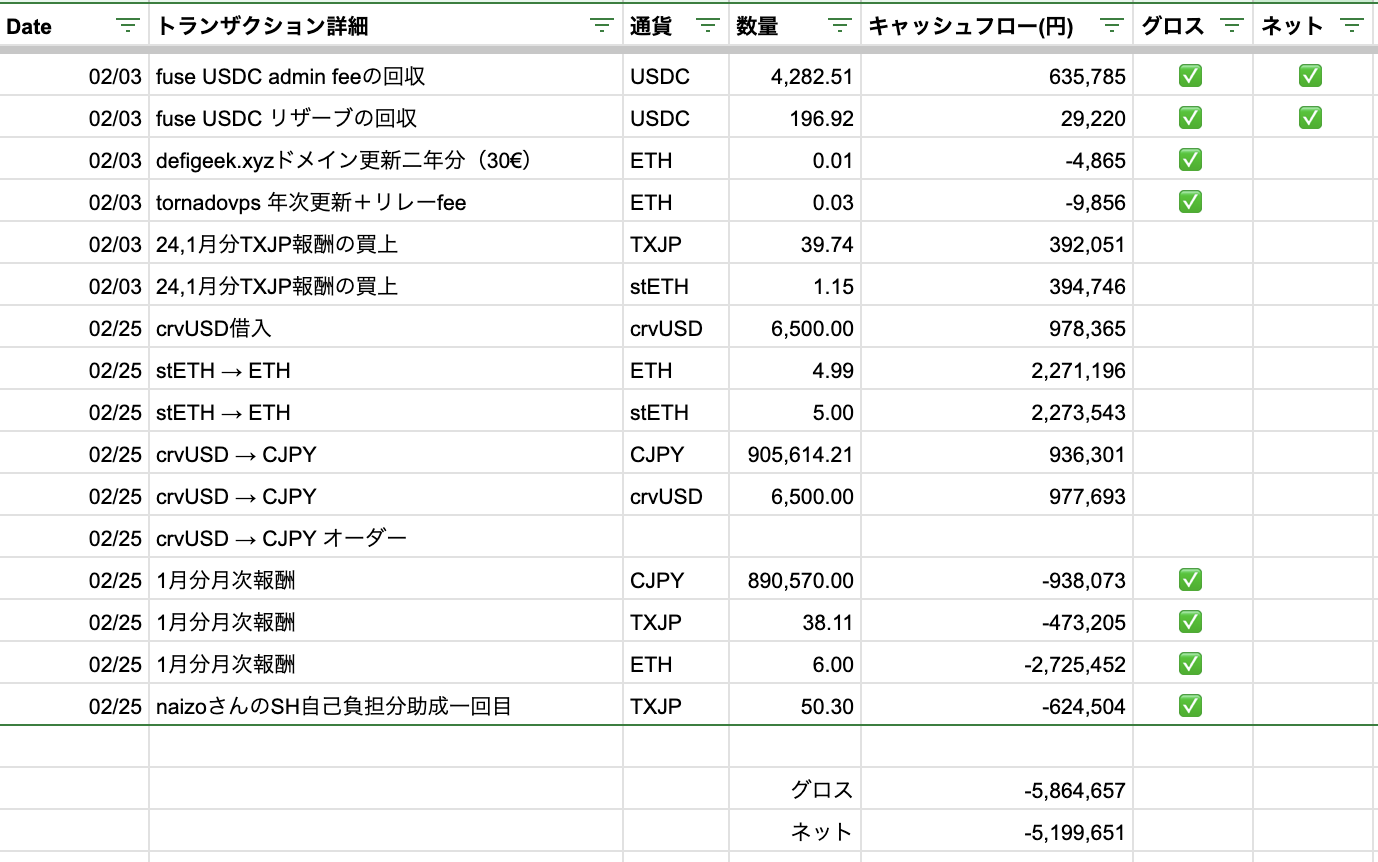 Date トランザクション詳細 通貨 数量 キャッシュフロー(円) グロス ネット
02/03 fuse USDC admin feeの回収 USDC 4,282.51 635,785 ✅ ✅
02/03 fuse USDC リザーブの回収 USDC 196.92 29,220 ✅ ✅
02/03 defigeek.xyzドメイン更新二年分（30€） ETH 0.01 -4,865 ✅
02/03 tornadovps 年次更新＋リレーfee ETH 0.03 -9,856 ✅
02/03 24,1月分TXJP報酬の買上 TXJP 39.74 392,051
02/03 24,1月分TXJP報酬の買上 stETH 1.15 394,746
02/25 crvUSD借入 crvUSD 6,500.00 978,365
02/25 stETH → ETH ETH 4.99 2,271,196
02/25 stETH → ETH stETH 5.00 2,273,543
02/25 crvUSD → CJPY CJPY 905,614.21 936,301
02/25 crvUSD → CJPY crvUSD 6,500.00 977,693
02/25 crvUSD → CJPY オーダー
02/25 1月分月次報酬 CJPY 890,570.00 -938,073 ✅
02/25 1月分月次報酬 TXJP 38.11 -473,205 ✅
02/25 1月分月次報酬 ETH 6.00 -2,725,452 ✅
02/25 naizoさんのSH自己負担分助成一回目 TXJP 50.30 -624,504 ✅
グロス -5,864,657
ネット -5,199,651